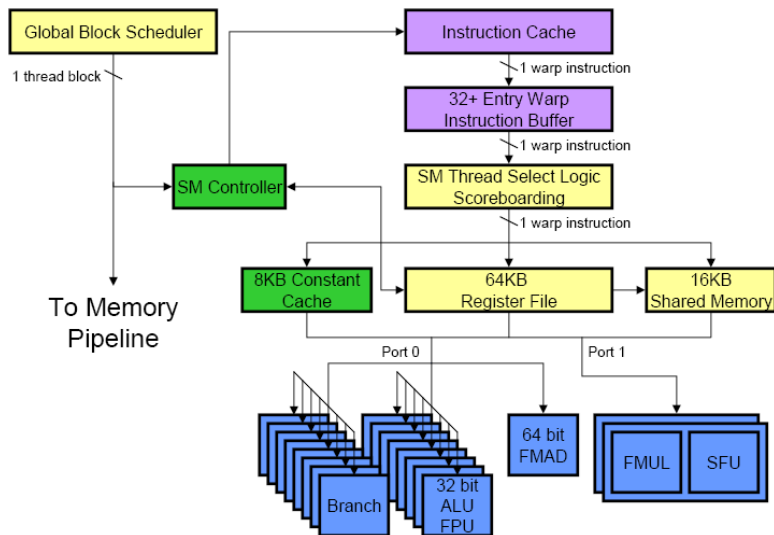 Global Block Scheduler
Instruction Cache
1 thread block
1 warp instruction
32+ Entry Warp
Instruction Buffer
1 warp instruction
SM Controller
SM Thread Select Logic
Scoreboarding
1 warp instruction
8KB Constant
Cache
64KB
Register File
16KB
Shared Memory
To Memory
Pipeline
Port 0
Port 1
Branch
32 bit
ALU
FPU
64 bit
FMAD
FMUL
SFU